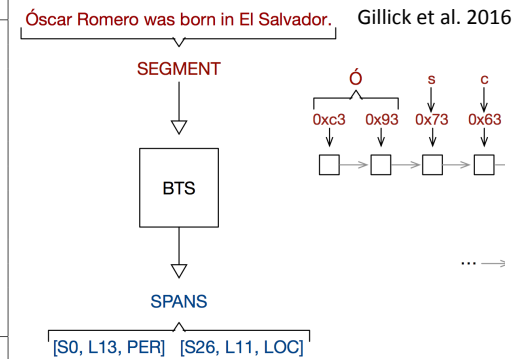 Óscar Romero was born in El Salvador.
Gillick et al. 2016
SEGMENT
Ó s c
0xc3 0x93 0x73 0x63
BTS
...
SPANS
[S0, L13, PER] [S26, L11, LOC]